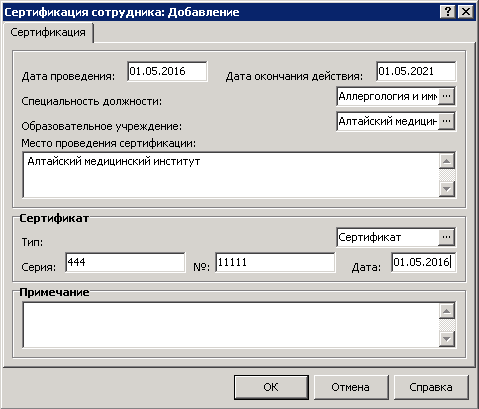 Сертификация сотрудника: Добавление
Сертификация
Дата проведения: 01.05.2016 Дата окончания действия: 01.05.2021
Специальность должности: Аллергология и имм ...
Образовательное учреждение: Алтайский медицин ...
Место проведения сертификации:
Алтайский медицинский институт
Сертификат
Тип: Сертификат ...
Серия: 444 №: 11111 Дата: 01.05.2016
Примечание
OK Отмена Справка